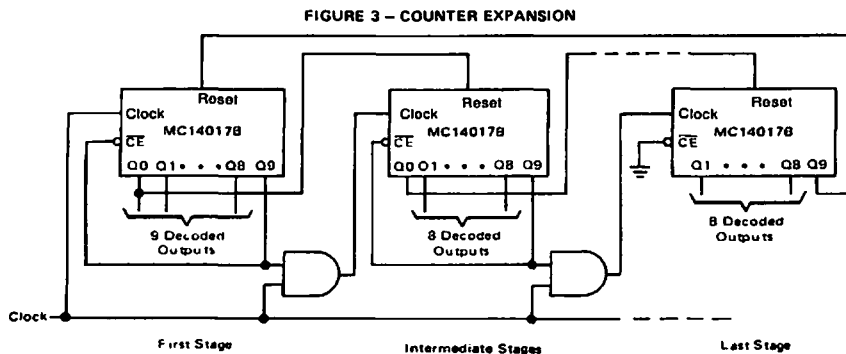 FIGURE 3 – COUNTER EXPANSION
Reset
Clock
MC14017B
CE
Q0 Q1 • • • Q8 Q9
9 Decoded
Outputs
Reset
Clock
MC14017B
CE
Q0 Q1 • • • Q8 Q9
8 Decoded
Outputs
Reset
Clock
MC14017B
CE
Q1 • • • Q8 Q9
8 Decoded
Outputs
Clock
First Stage
Intermediate Stages
Last Stage